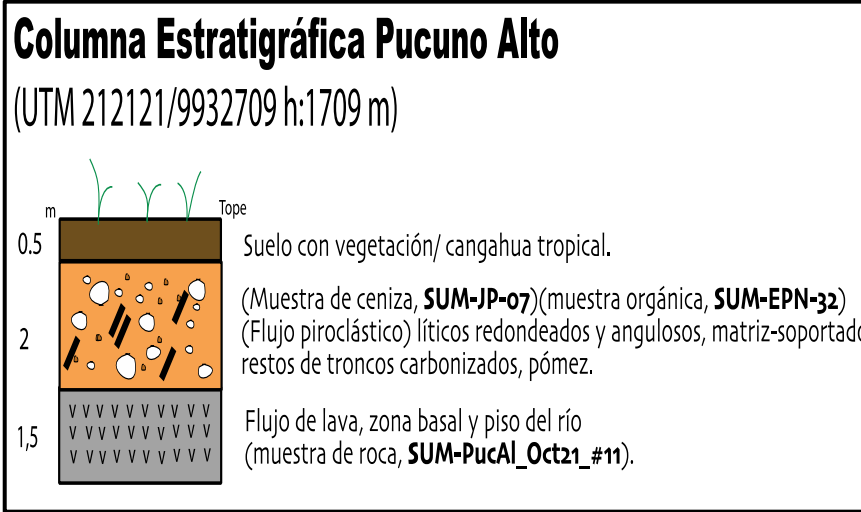 Columna Estratigráfica Pucuno Alto
(UTM 212121/9932709 h:1709 m)
m
Tope
0.5
Suelo con vegetación/ cangahua tropical.
(Muestra de ceniza, SUM-JP-07)(muestra orgánica, SUM-EPN-32)
2
(Flujo piroclástico) líticos redondeados y angulosos, matriz-soportado
restos de troncos carbonizados, pómez.
V V V V V V V V V V
V V V V V V V V V V
V V V V V V V V V V
1,5
Flujo de lava, zona basal y piso del río
(muestra de roca, SUM-PucAl_Oct21_#11).